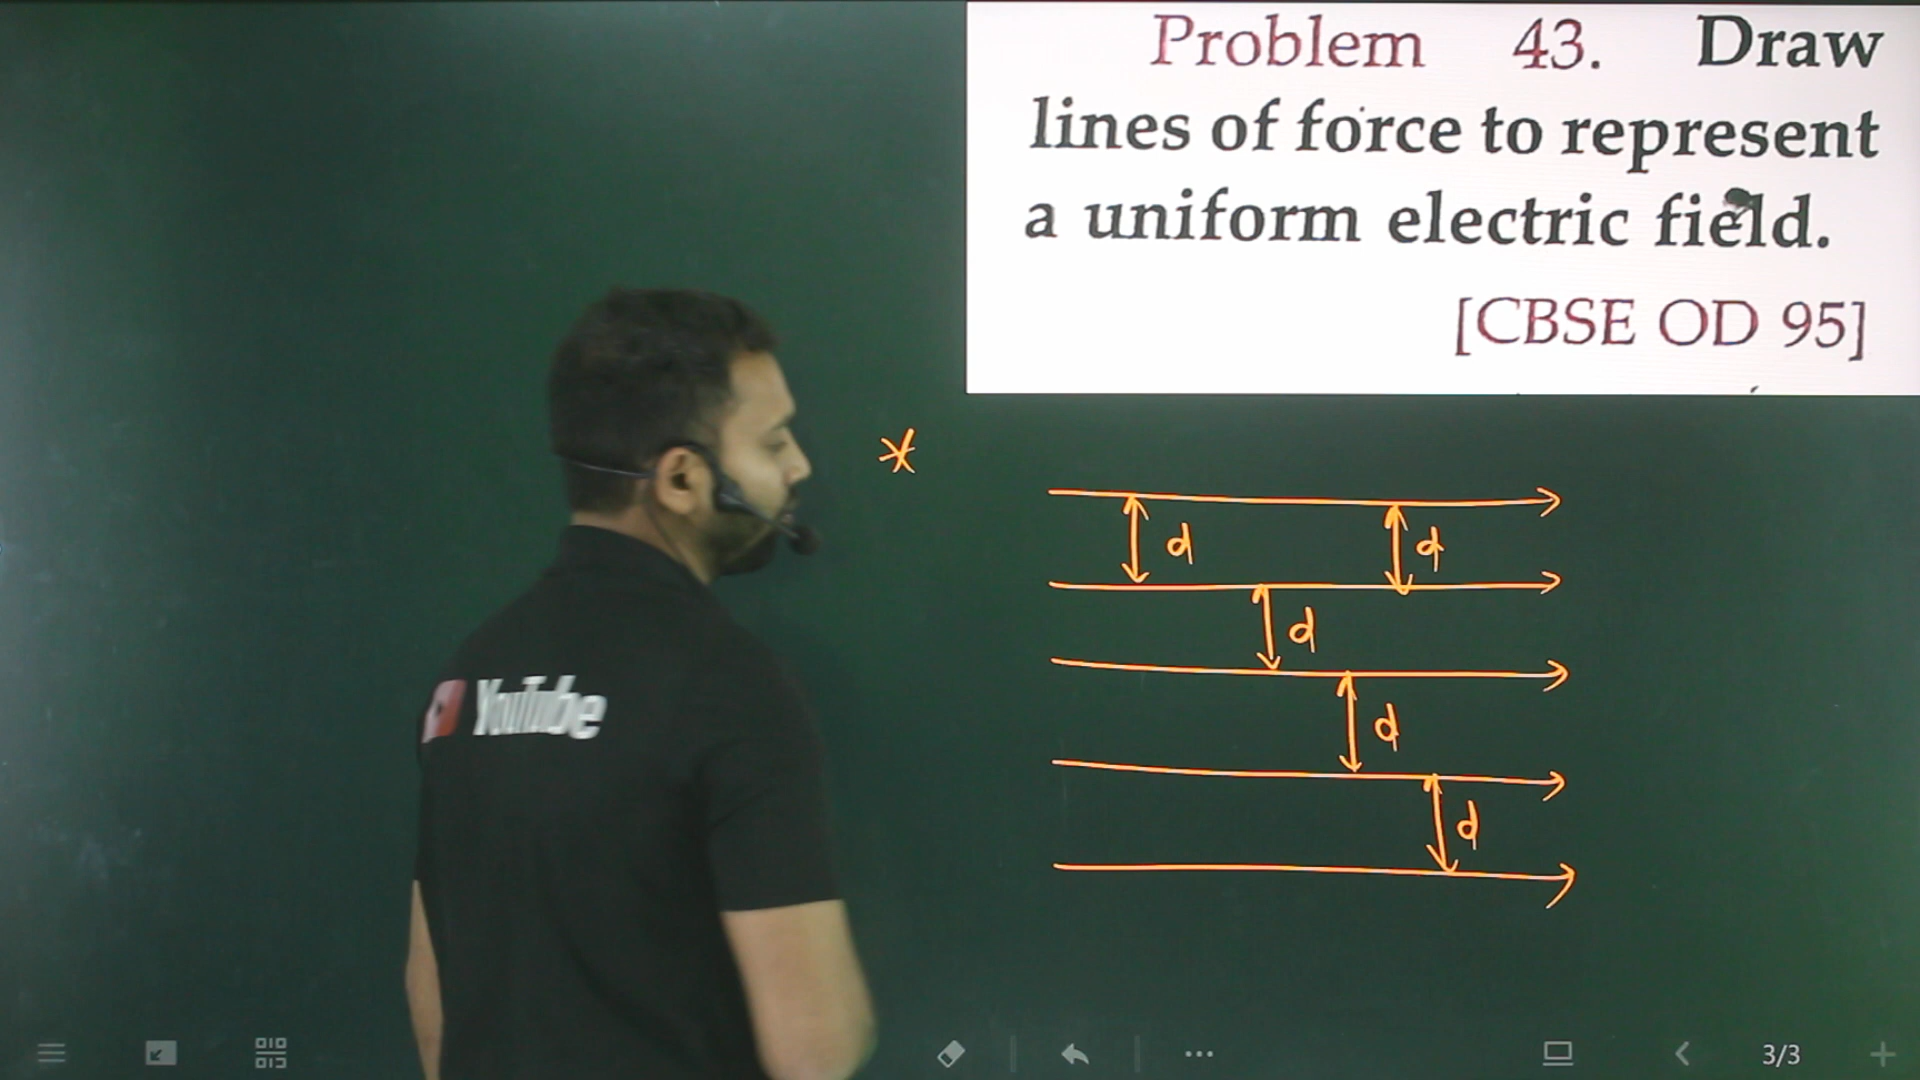 Problem 43. Draw
lines of force to represent
a uniform electric field.
[CBSE OD 95]
*
d
d
d
d
d
YouTube
3/3